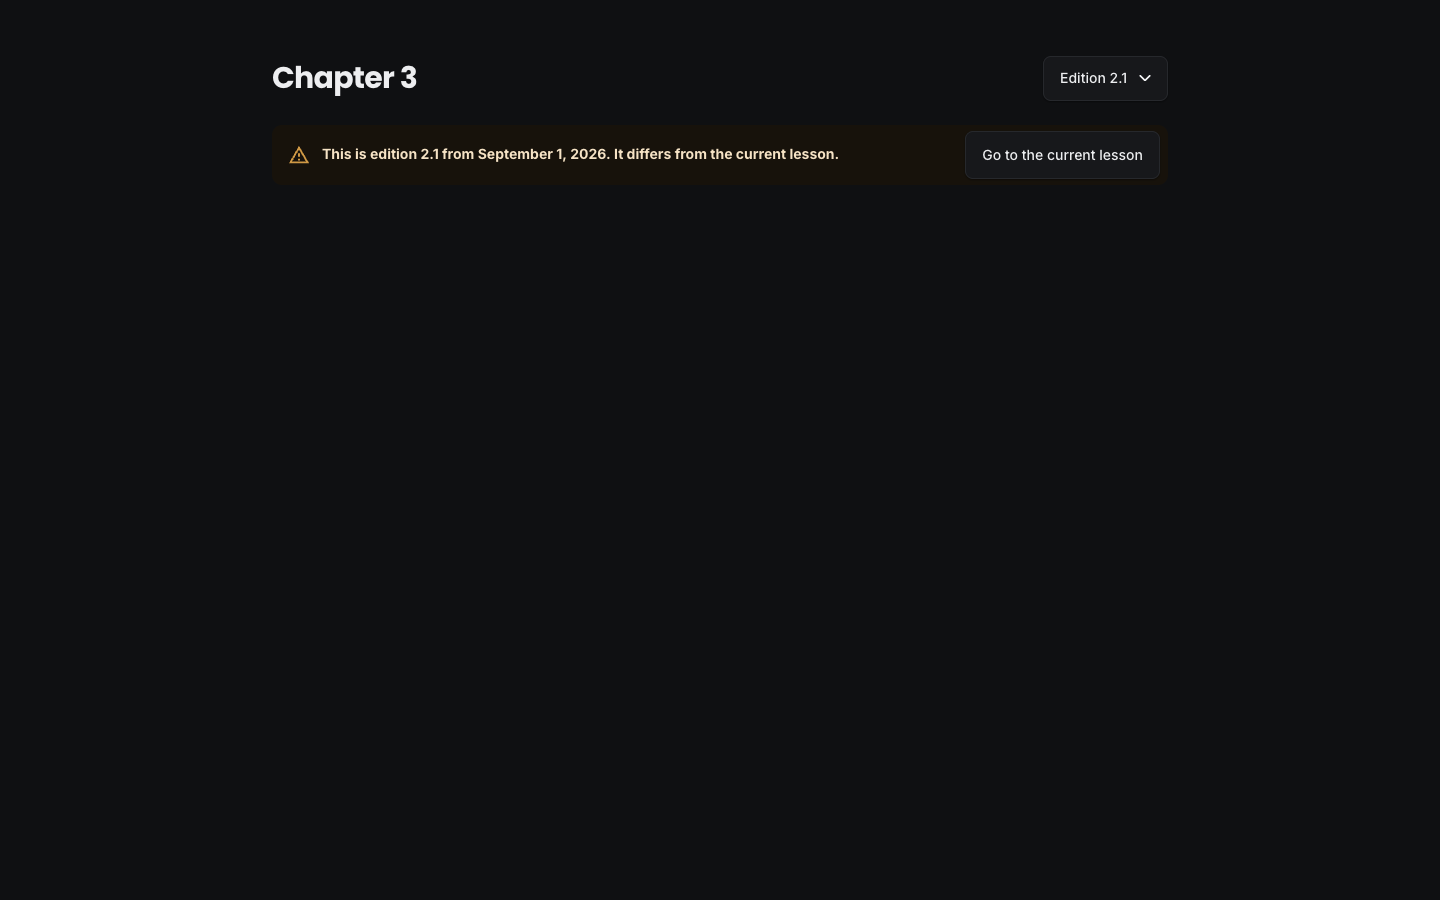 Chapter 3
Edition 2.1
This is edition 2.1 from September 1, 2026. It differs from the current lesson.
Go to the current lesson